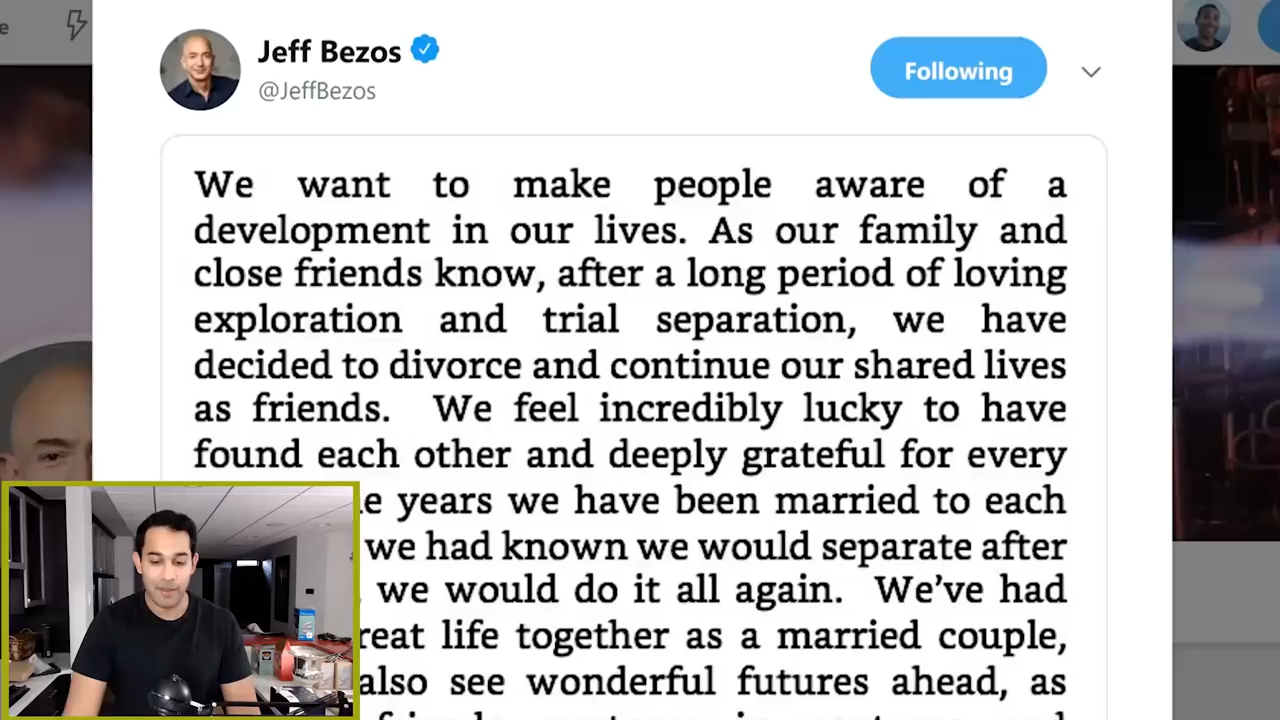 e
Jeff Bezos
@JeffBezos
Following
We want to make people aware of a
development in our lives. As our family and
close friends know, after a long period of loving
exploration and trial separation, we have
decided to divorce and continue our shared lives
as friends. We feel incredibly lucky to have
found each other and deeply grateful for every
e years we have been married to each
we had known we would separate after
, we would do it all again. We’ve had
reat life together as a married couple,
also see wonderful futures ahead, as